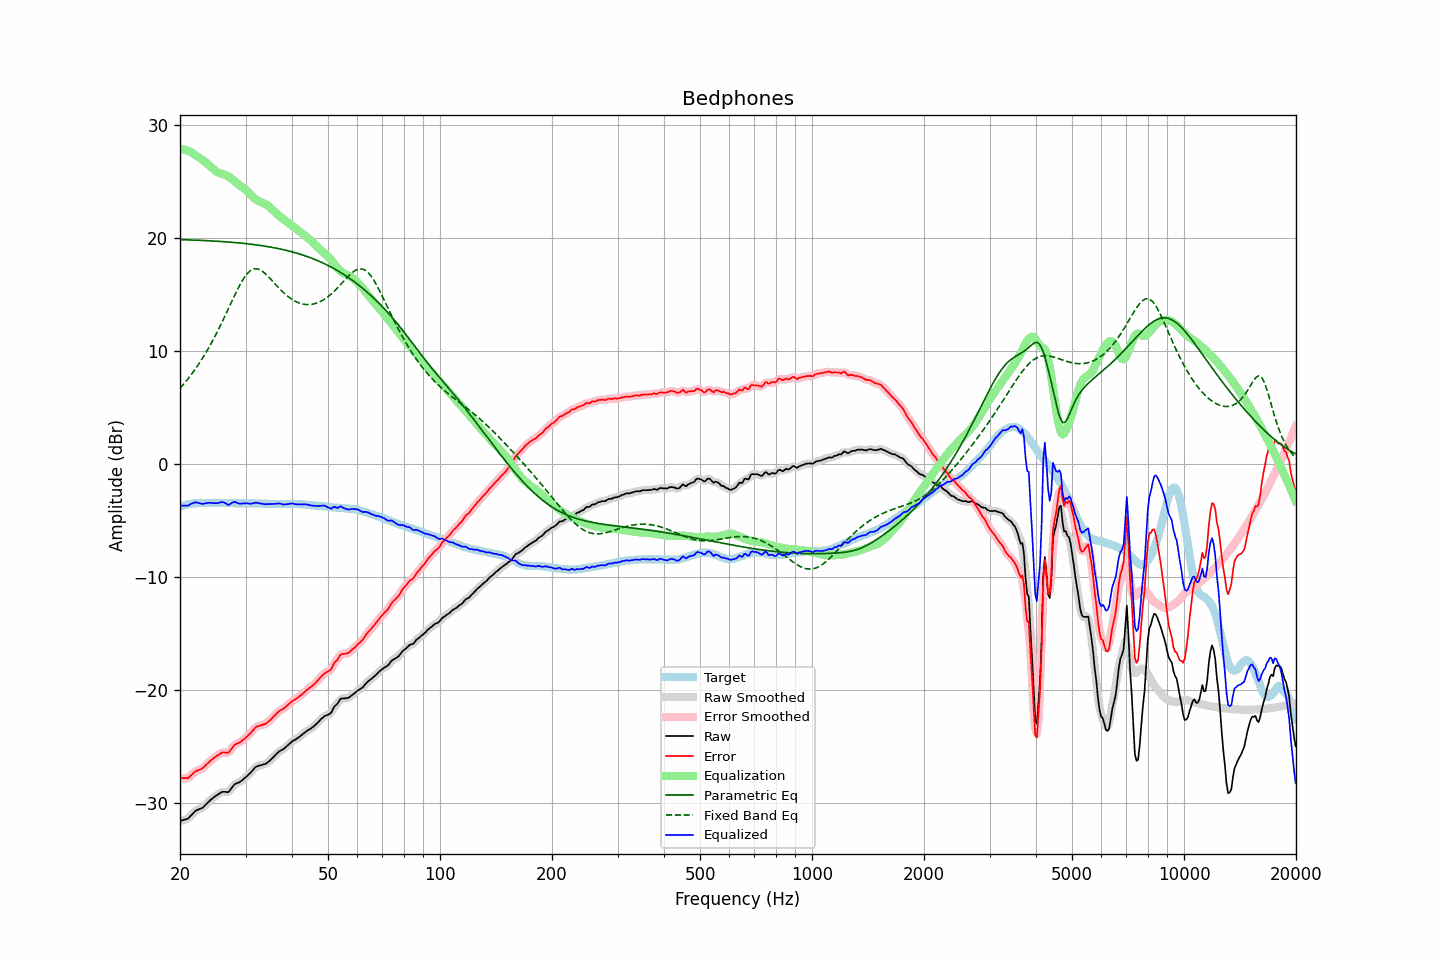 Bedphones
Amplitude (dBr)
30
20
10
0
−10
−20
−30
Target
Raw Smoothed
Error Smoothed
Raw
Error
Equalization
Parametric Eq
Fixed Band Eq
Equalized
20 50 100 200 500 1000 2000 5000 10000 20000
Frequency (Hz)